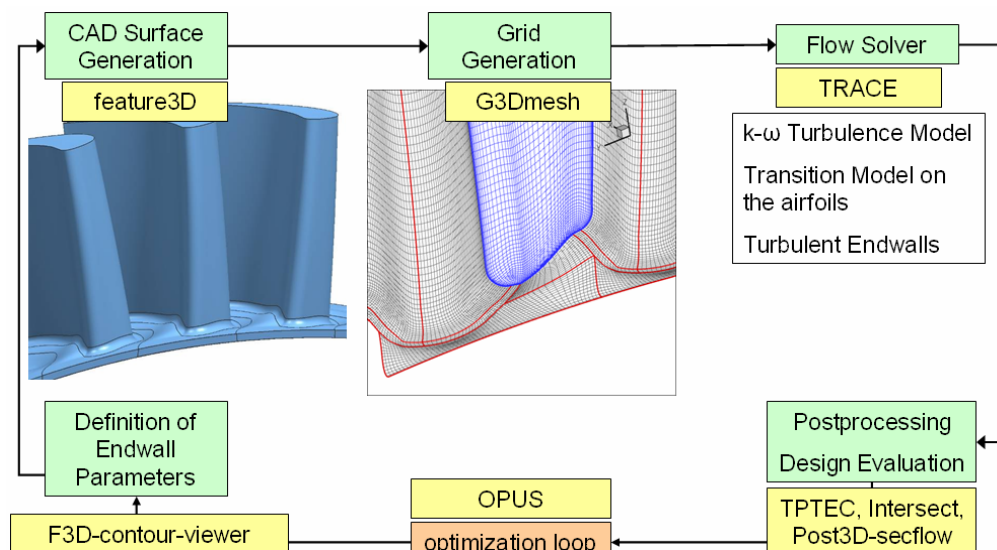 CAD Surface
Generation
feature3D
Grid
Generation
G3Dmesh
Flow Solver
TRACE
k-ω Turbulence Model
Transition Model on
the airfoils
Turbulent Endwalls
Definition of
Endwall
Parameters
F3D-contour-viewer
OPUS
optimization loop
Postprocessing
Design Evaluation
TPTEC, Intersect,
Post3D-secflow